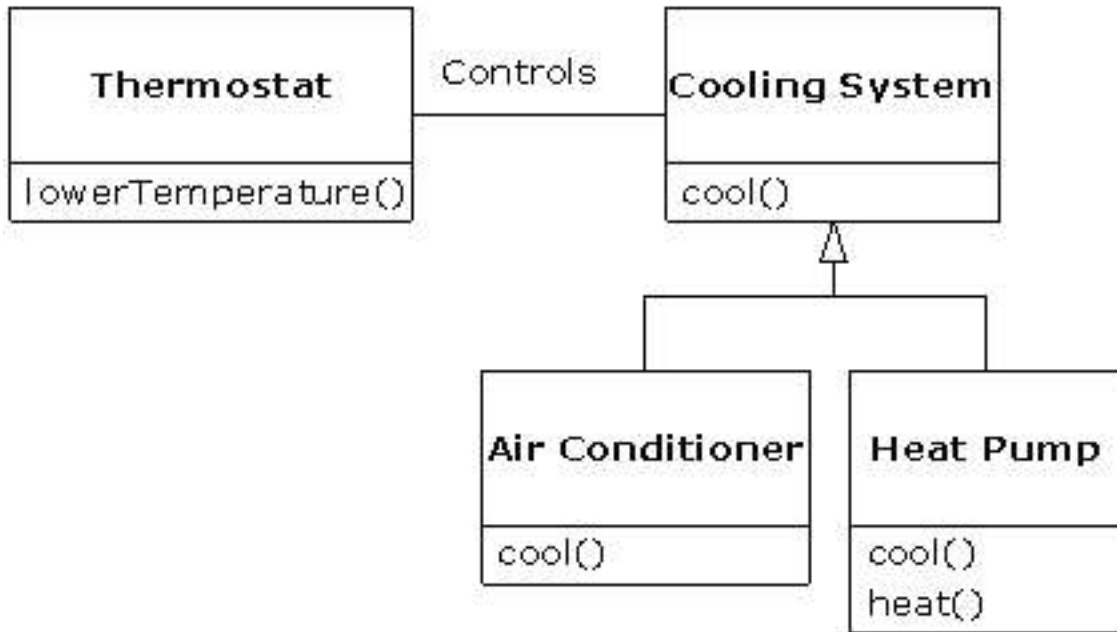 Thermostat
lowerTemperature()
Controls
Cooling System
cool()
Air Conditioner
cool()
Heat Pump
cool()
heat()